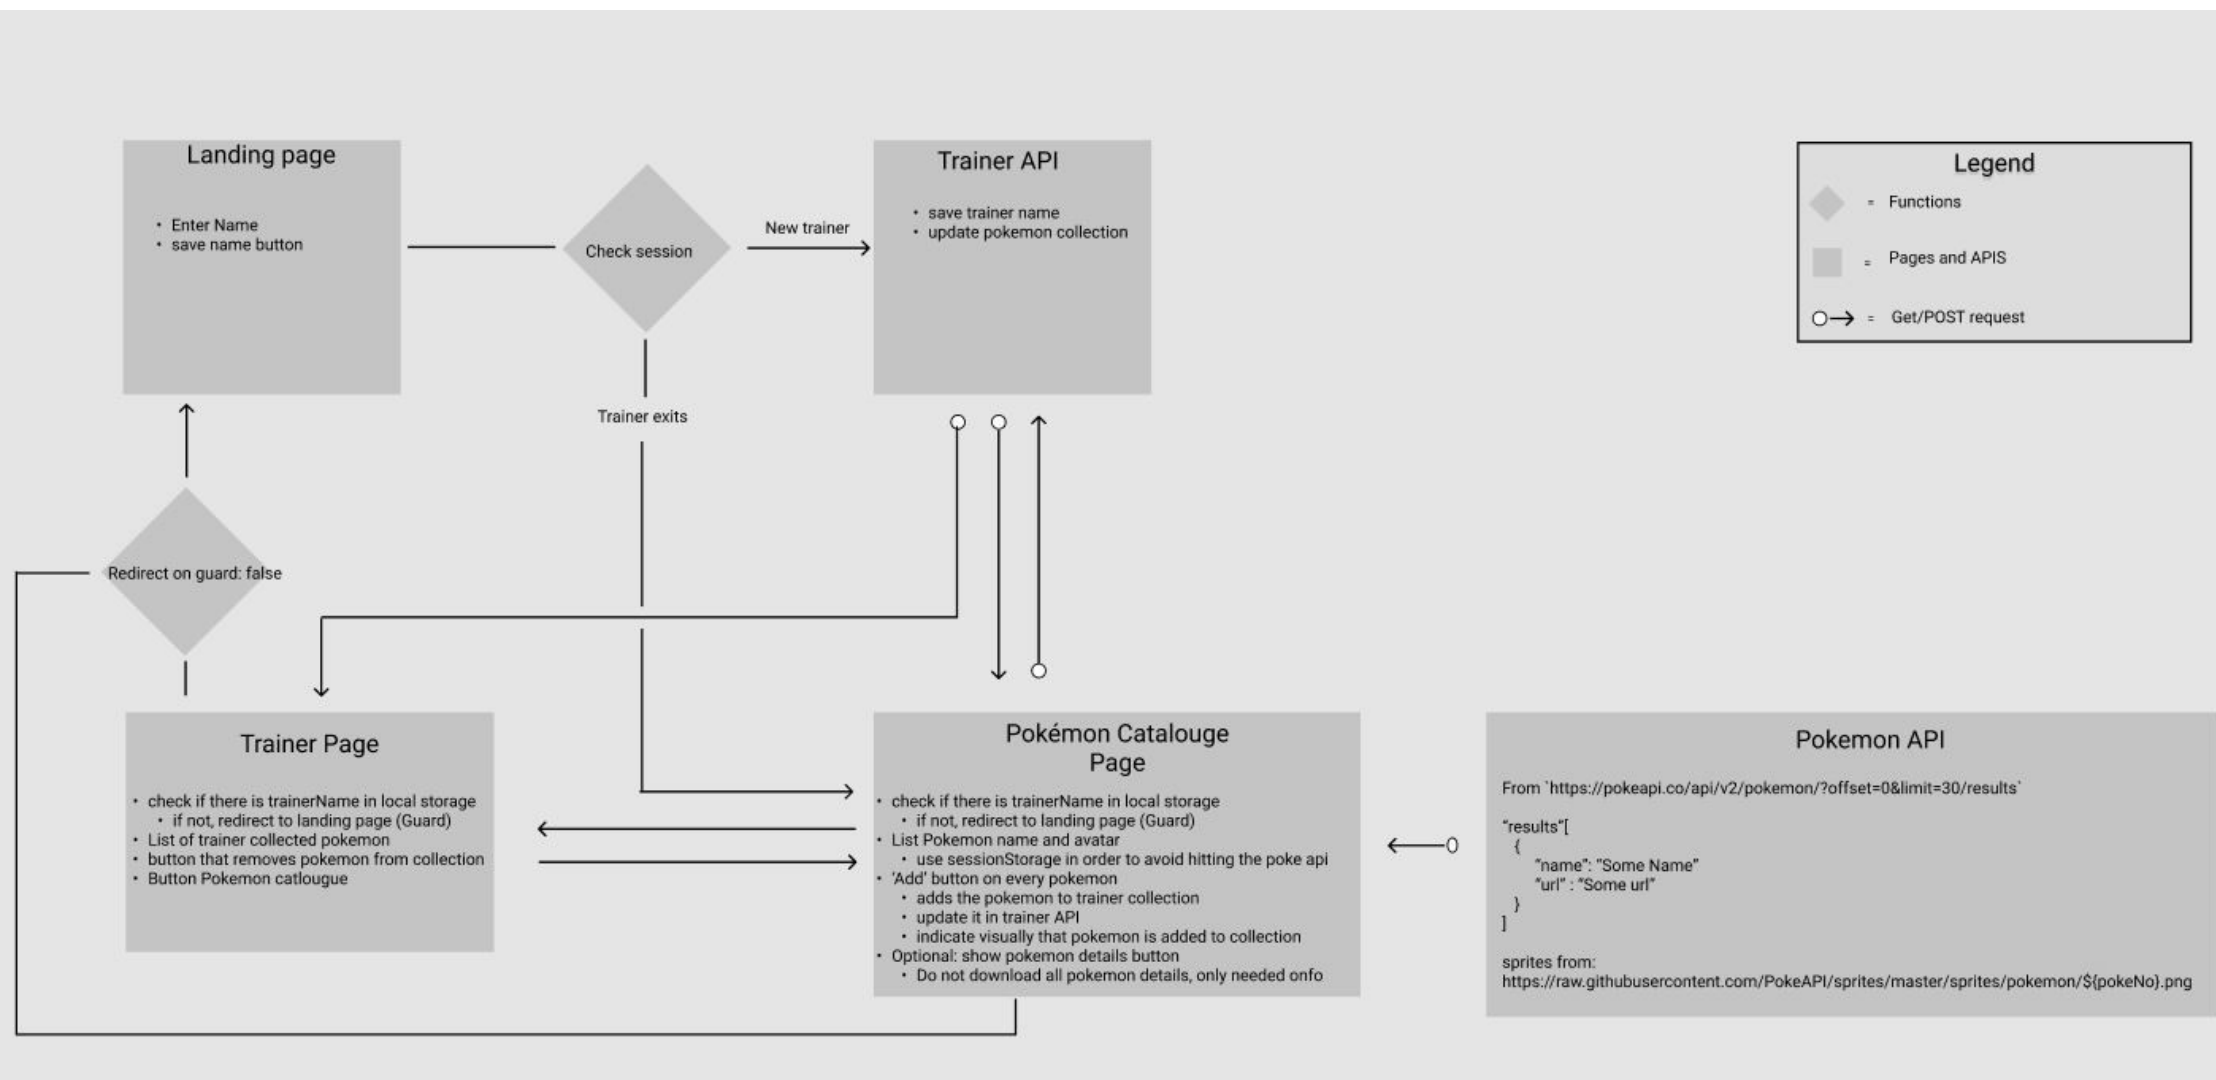 Landing page
• Enter Name
• save name button
Check session
New trainer
Trainer API
• save trainer name
• update pokemon collection
Legend
= Functions
= Pages and APIS
= Get/POST request
Trainer exits
Redirect on guard: false
Trainer Page
• check if there is trainerName in local storage
• if not, redirect to landing page (Guard)
• List of trainer collected pokemon
• button that removes pokemon from collection
• Button Pokemon catlougue
Pokémon Catalouge
Page
• check if there is trainerName in local storage
• if not, redirect to landing page (Guard)
• List Pokemon name and avatar
• use sessionStorage in order to avoid hitting the poke api
• 'Add' button on every pokemon
• adds the pokemon to trainer collection
• update it in trainer API
• indicate visually that pokemon is added to collection
• Optional: show pokemon details button
• Do not download all pokemon details, only needed onfo
Pokemon API
From `https://pokeapi.co/api/v2/pokemon/?offset=0&limit=30/results`
"results"[
{
"name": "Some Name"
"url" : "Some url"
}
]
sprites from:
https://raw.githubusercontent.com/PokeAPI/sprites/master/sprites/pokemon/${pokeNo}.png